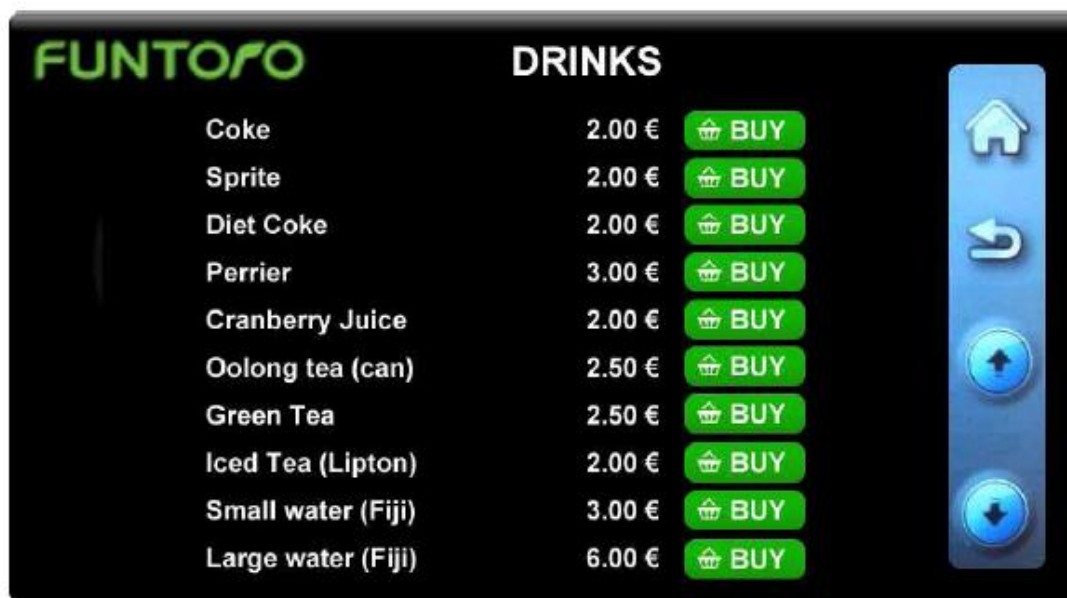 FUNTORO
DRINKS
Coke 2.00 € BUY
Sprite 2.00 € BUY
Diet Coke 2.00 € BUY
Perrier 3.00 € BUY
Cranberry Juice 2.00 € BUY
Oolong tea (can) 2.50 € BUY
Green Tea 2.50 € BUY
Iced Tea (Lipton) 2.00 € BUY
Small water (Fiji) 3.00 € BUY
Large water (Fiji) 6.00 € BUY